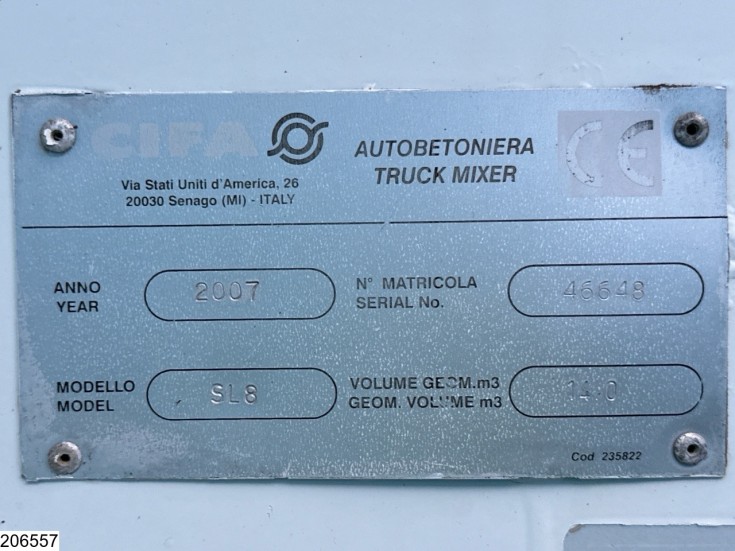 CIFA
AUTOBETONIERA
TRUCK MIXER
CE
Via Stati Uniti d'America, 26
20030 Senago (MI) - ITALY
ANNO
YEAR
2007
N° MATRICOLA
SERIAL No.
46648
MODELLO
MODEL
SL8
VOLUME GEOM.m3
GEOM. VOLUME m3
14.0
Cod 235822
206557